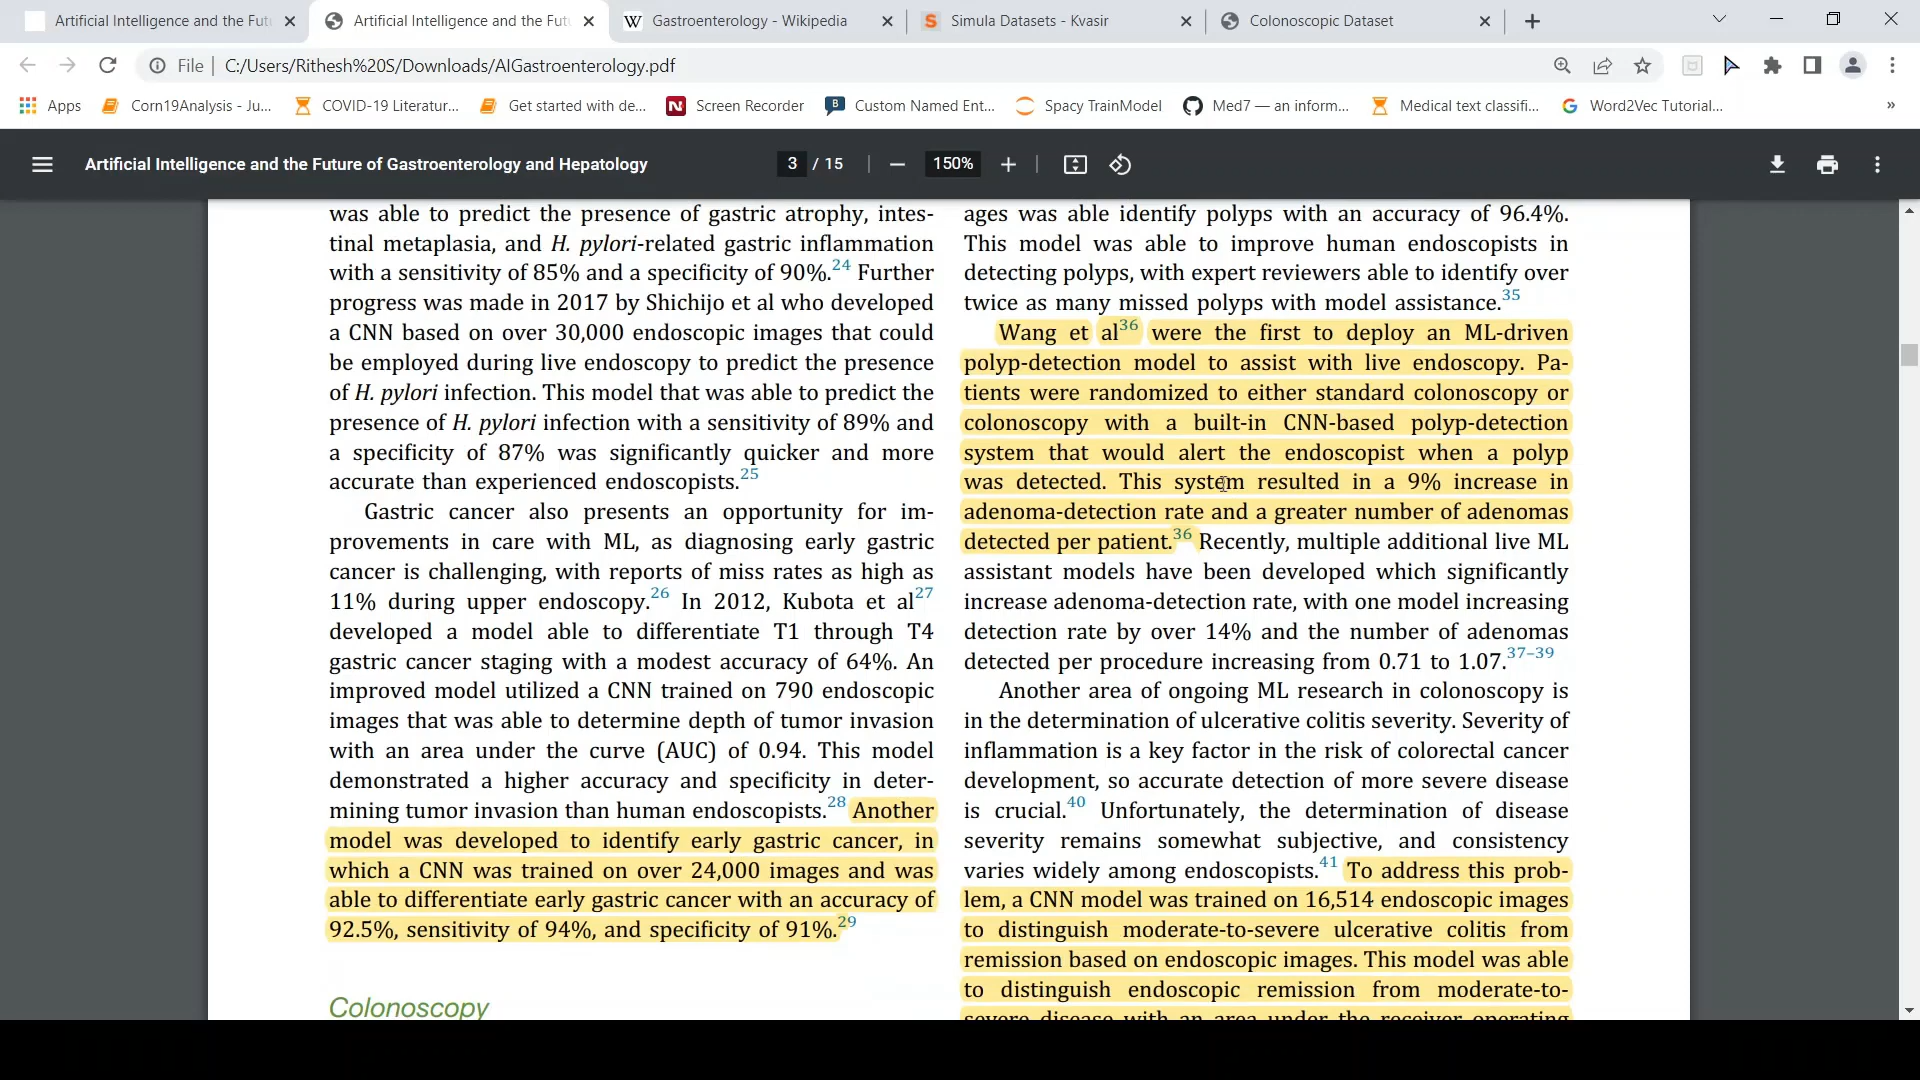 Artificial Intelligence and the Fut
Artificial Intelligence and the Fut
Gastroenterology - Wikipedia
Simula Datasets - Kvasir
Colonoscopic Dataset
File
C:/Users/Rithesh%20S/Downloads/AIGastroenterology.pdf
Apps
Corn19Analysis - Ju...
COVID-19 Literatur...
Get started with de...
Screen Recorder
Custom Named Ent...
Spacy TrainModel
Med7 — an inform...
Medical text classifi...
Word2Vec Tutorial...
»
Artificial Intelligence and the Future of Gastroenterology and Hepatology
3 / 15
150%
was able to predict the presence of gastric atrophy, intes-
tinal metaplasia, and H. pylori-related gastric inflammation
with a sensitivity of 85% and a specificity of 90%.24 Further
progress was made in 2017 by Shichijo et al who developed
a CNN based on over 30,000 endoscopic images that could
be employed during live endoscopy to predict the presence
of H. pylori infection. This model that was able to predict the
presence of H. pylori infection with a sensitivity of 89% and
a specificity of 87% was significantly quicker and more
accurate than experienced endoscopists.25
Gastric cancer also presents an opportunity for im-
provements in care with ML, as diagnosing early gastric
cancer is challenging, with reports of miss rates as high as
11% during upper endoscopy.26 In 2012, Kubota et al27
developed a model able to differentiate T1 through T4
gastric cancer staging with a modest accuracy of 64%. An
improved model utilized a CNN trained on 790 endoscopic
images that was able to determine depth of tumor invasion
with an area under the curve (AUC) of 0.94. This model
demonstrated a higher accuracy and specificity in deter-
mining tumor invasion than human endoscopists.28 Another
model was developed to identify early gastric cancer, in
which a CNN was trained on over 24,000 images and was
able to differentiate early gastric cancer with an accuracy of
92.5%, sensitivity of 94%, and specificity of 91%.29
Colonoscopy
ages was able identify polyps with an accuracy of 96.4%.
This model was able to improve human endoscopists in
detecting polyps, with expert reviewers able to identify over
twice as many missed polyps with model assistance.35
Wang et al36 were the first to deploy an ML-driven
polyp-detection model to assist with live endoscopy. Pa-
tients were randomized to either standard colonoscopy or
colonoscopy with a built-in CNN-based polyp-detection
system that would alert the endoscopist when a polyp
was detected. This system resulted in a 9% increase in
adenoma-detection rate and a greater number of adenomas
detected per patient.36 Recently, multiple additional live ML
assistant models have been developed which significantly
increase adenoma-detection rate, with one model increasing
detection rate by over 14% and the number of adenomas
detected per procedure increasing from 0.71 to 1.07.37–39
Another area of ongoing ML research in colonoscopy is
in the determination of ulcerative colitis severity. Severity of
inflammation is a key factor in the risk of colorectal cancer
development, so accurate detection of more severe disease
is crucial.40 Unfortunately, the determination of disease
severity remains somewhat subjective, and consistency
varies widely among endoscopists.41 To address this prob-
lem, a CNN model was trained on 16,514 endoscopic images
to distinguish moderate-to-severe ulcerative colitis from
remission based on endoscopic images. This model was able
to distinguish endoscopic remission from moderate-to-
severe disease with an area under the receiver operating